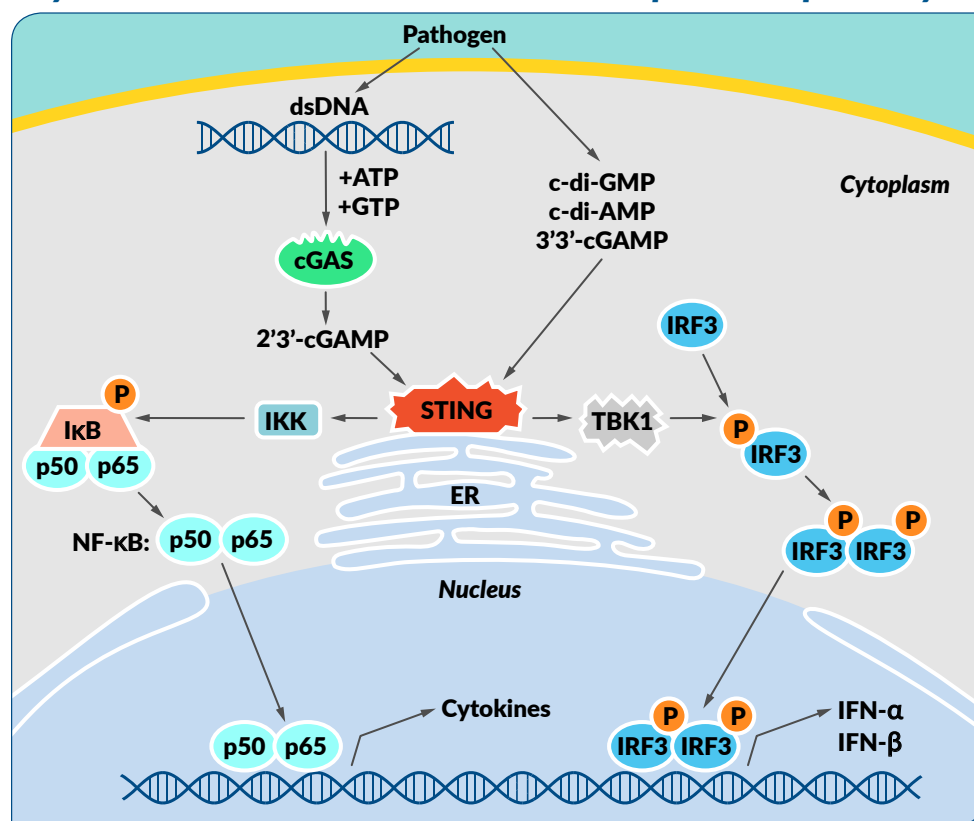 Pathogen
dsDNA
+ATP
+GTP
c-di-GMP
c-di-AMP
3'3'-cGAMP
Cytoplasm
cGAS
2'3'-cGAMP
IRF3
P
IκB
p50 p65
IKK
STING
TBK1
P
IRF3
ER
NF-κB: p50 p65
P P
IRF3 IRF3
Nucleus
p50 p65
Cytokines
P P
IRF3 IRF3
IFN-α
IFN-β